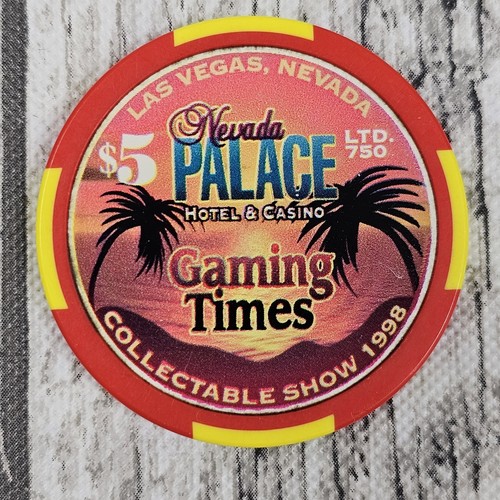 LAS VEGAS, NEVADA
$5
Nevada
PALACE
HOTEL & CASINO
LTD.
750
Gaming
Times
COLLECTABLE SHOW 1998